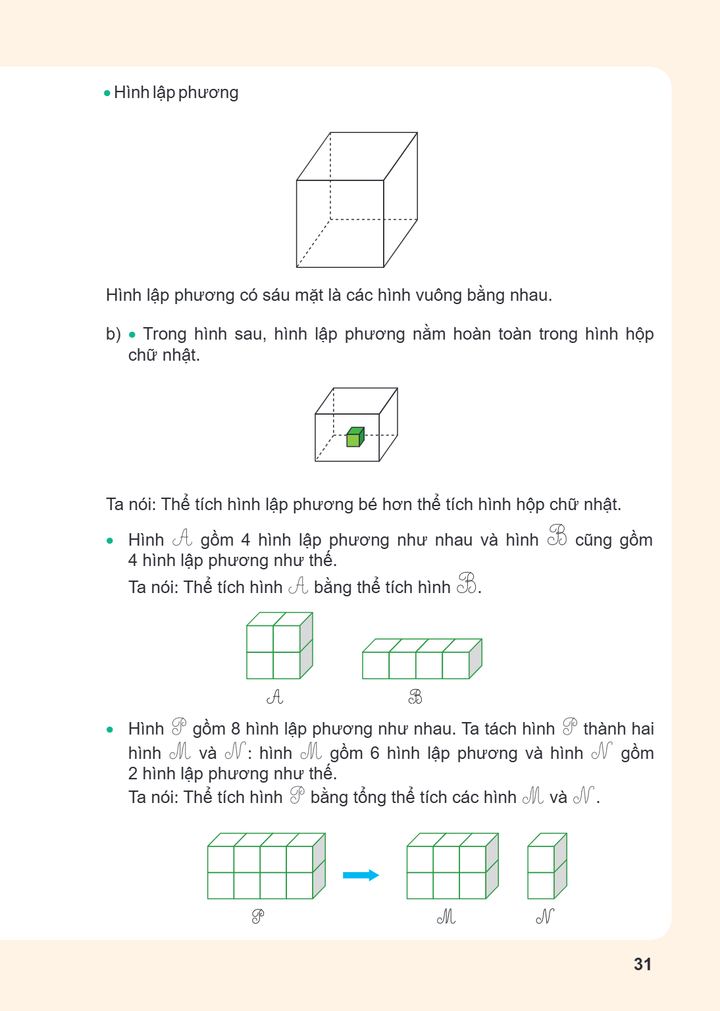 • Hình lập phương
Hình lập phương có sáu mặt là các hình vuông bằng nhau.
b) • Trong hình sau, hình lập phương nằm hoàn toàn trong hình hộp
chữ nhật.
Ta nói: Thể tích hình lập phương bé hơn thể tích hình hộp chữ nhật.
• Hình A gồm 4 hình lập phương như nhau và hình B cũng gồm
4 hình lập phương như thế.
Ta nói: Thể tích hình A bằng thể tích hình B.
A B
• Hình P gồm 8 hình lập phương như nhau. Ta tách hình P thành hai
hình M và N: hình M gồm 6 hình lập phương và hình N gồm
2 hình lập phương như thế.
Ta nói: Thể tích hình P bằng tổng thể tích các hình M và N.
P M N
31